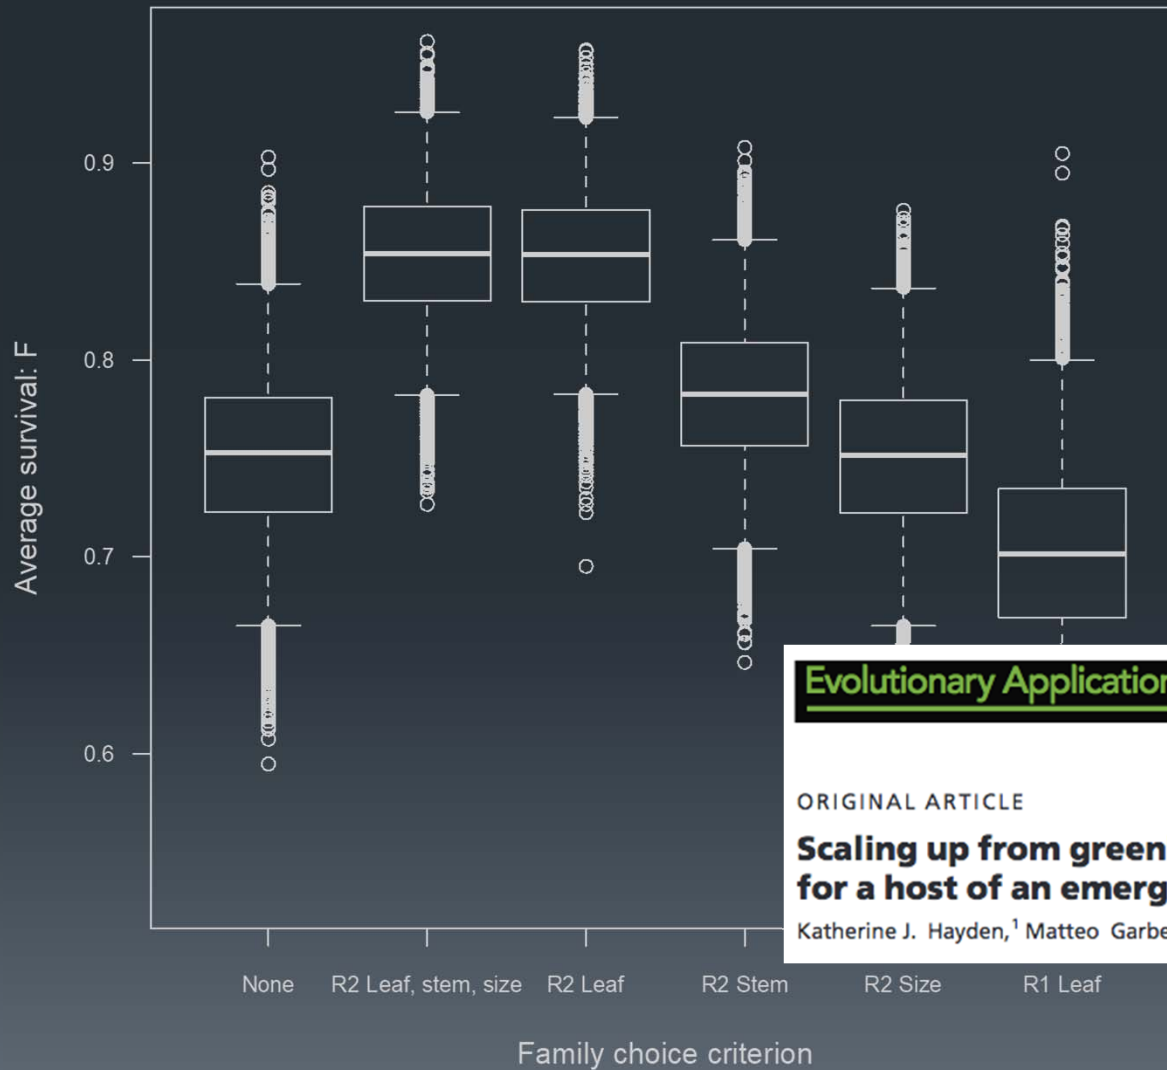 Average survival: F
0.9
0.8
0.7
0.6
None R2 Leaf, stem, size R2 Leaf R2 Stem R2 Size R1 Leaf
Family choice criterion
Evolutionary Application
ORIGINAL ARTICLE
Scaling up from green
for a host of an emerg
Katherine J. Hayden,¹ Matteo Garbe